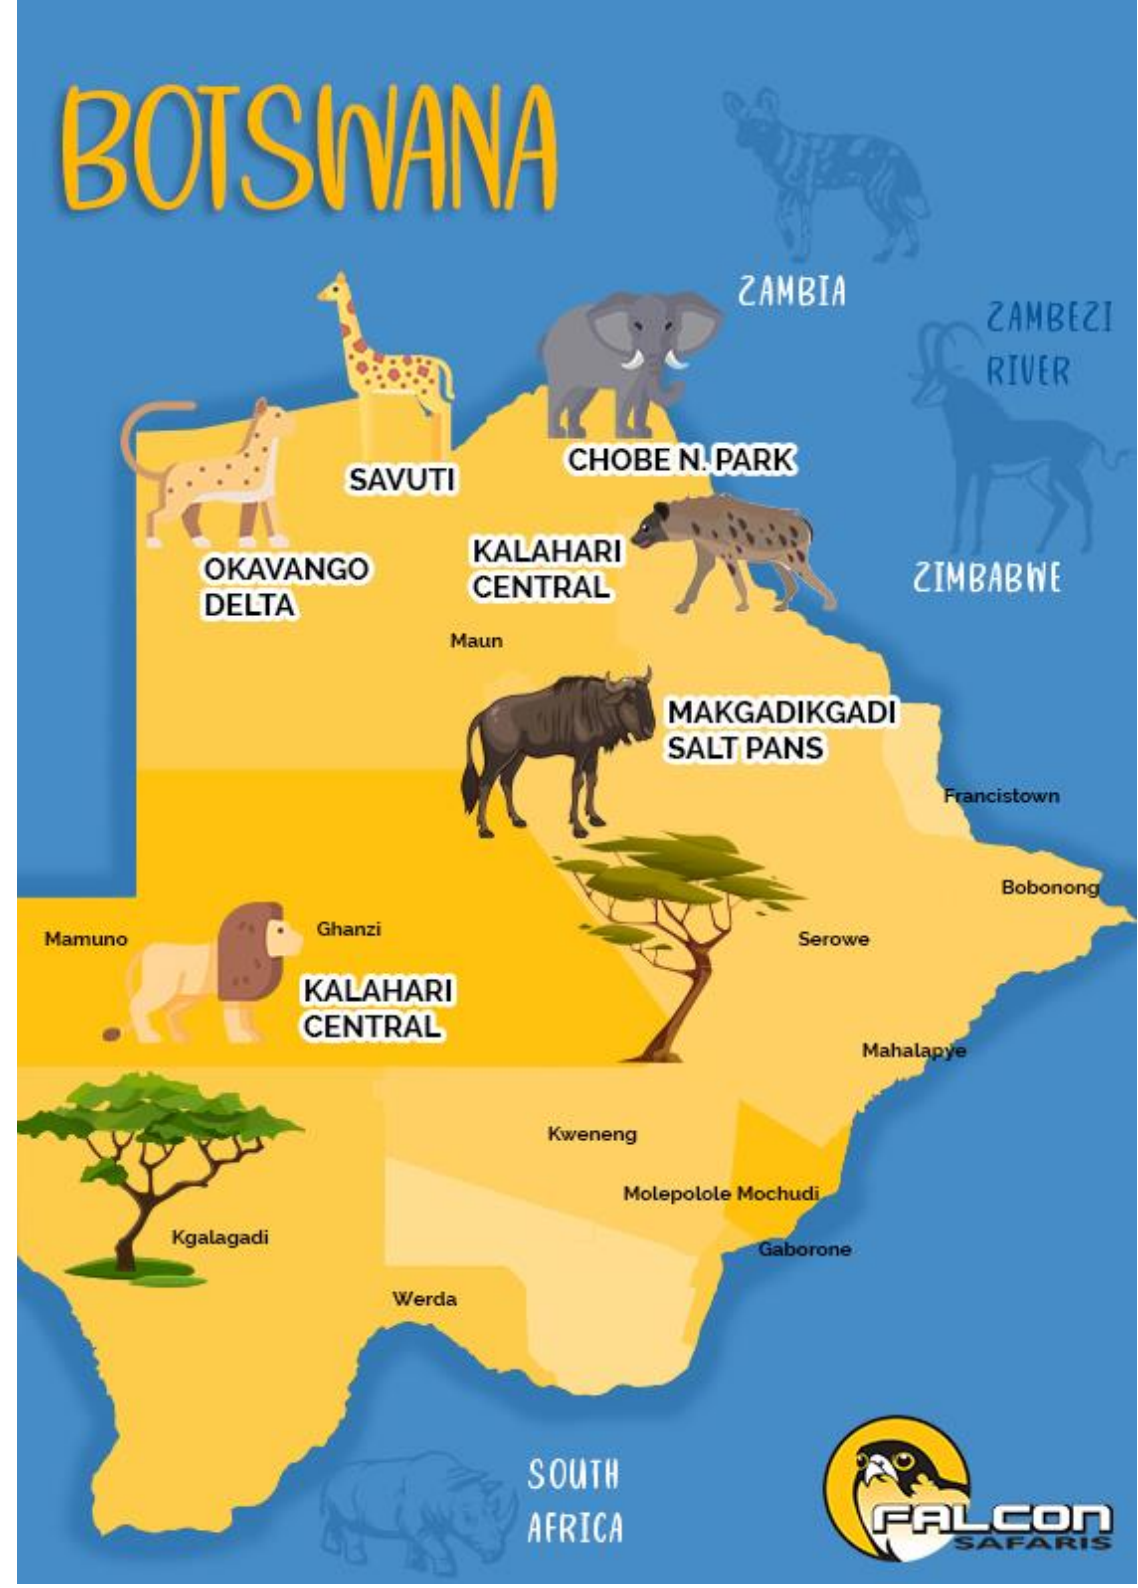 BOTSWANA
ZAMBIA
ZAMBEZI
RIVER
SAVUTI
CHOBE N. PARK
OKAVANGO
DELTA
KALAHARI
CENTRAL
ZIMBABWE
Maun
MAKGADIKGADI
SALT PANS
Francistown
Bobonong
Mamuno
Ghanzi
Serowe
KALAHARI
CENTRAL
Mahalapye
Kweneng
Molepolole Mochudi
Kgalagadi
Gaborone
Werda
SOUTH
AFRICA
FALCON
SAFARIS